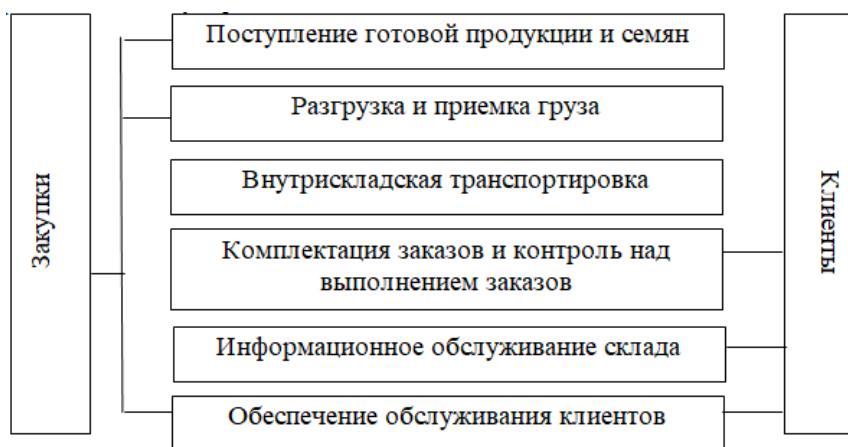 Закупки
Поступление готовой продукции и семян
Разгрузка и приемка груза
Внутрискладская транспортировка
Комплектация заказов и контроль над
выполнением заказов
Информационное обслуживание склада
Обеспечение обслуживания клиентов
Клиенты